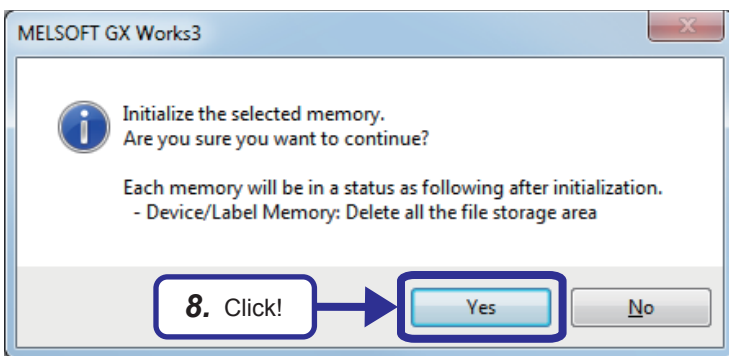 MELSOFT GX Works3
Initialize the selected memory.
Are you sure you want to continue?
Each memory will be in a status as following after initialization.
- Device/Label Memory: Delete all the file storage area
8. Click!
Yes
No